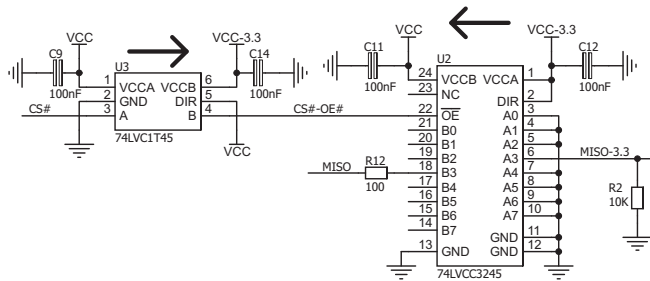 VCC
C9
100nF
U3
VCC-3.3
C14
100nF
1 VCCA VCCB 6
2 GND DIR 5
CS# 3 A B 4 CS#-OE#
74LVC1T45
VCC
VCC
C11
100nF
U2
VCC-3.3
C12
100nF
24 VCCB VCCA 1
23 NC
DIR 2
22 OE A0 3
21 B0 A1 4
20 B1 A2 5
19 B2 A3 6 MISO-3.3
MISO R12 100 18 B3 A4 7
17 B4 A5 8
16 B5 A6 9
15 B6 A7 10
14 B7
GND 11
13 GND GND 12
74LVCC3245
R2
10K